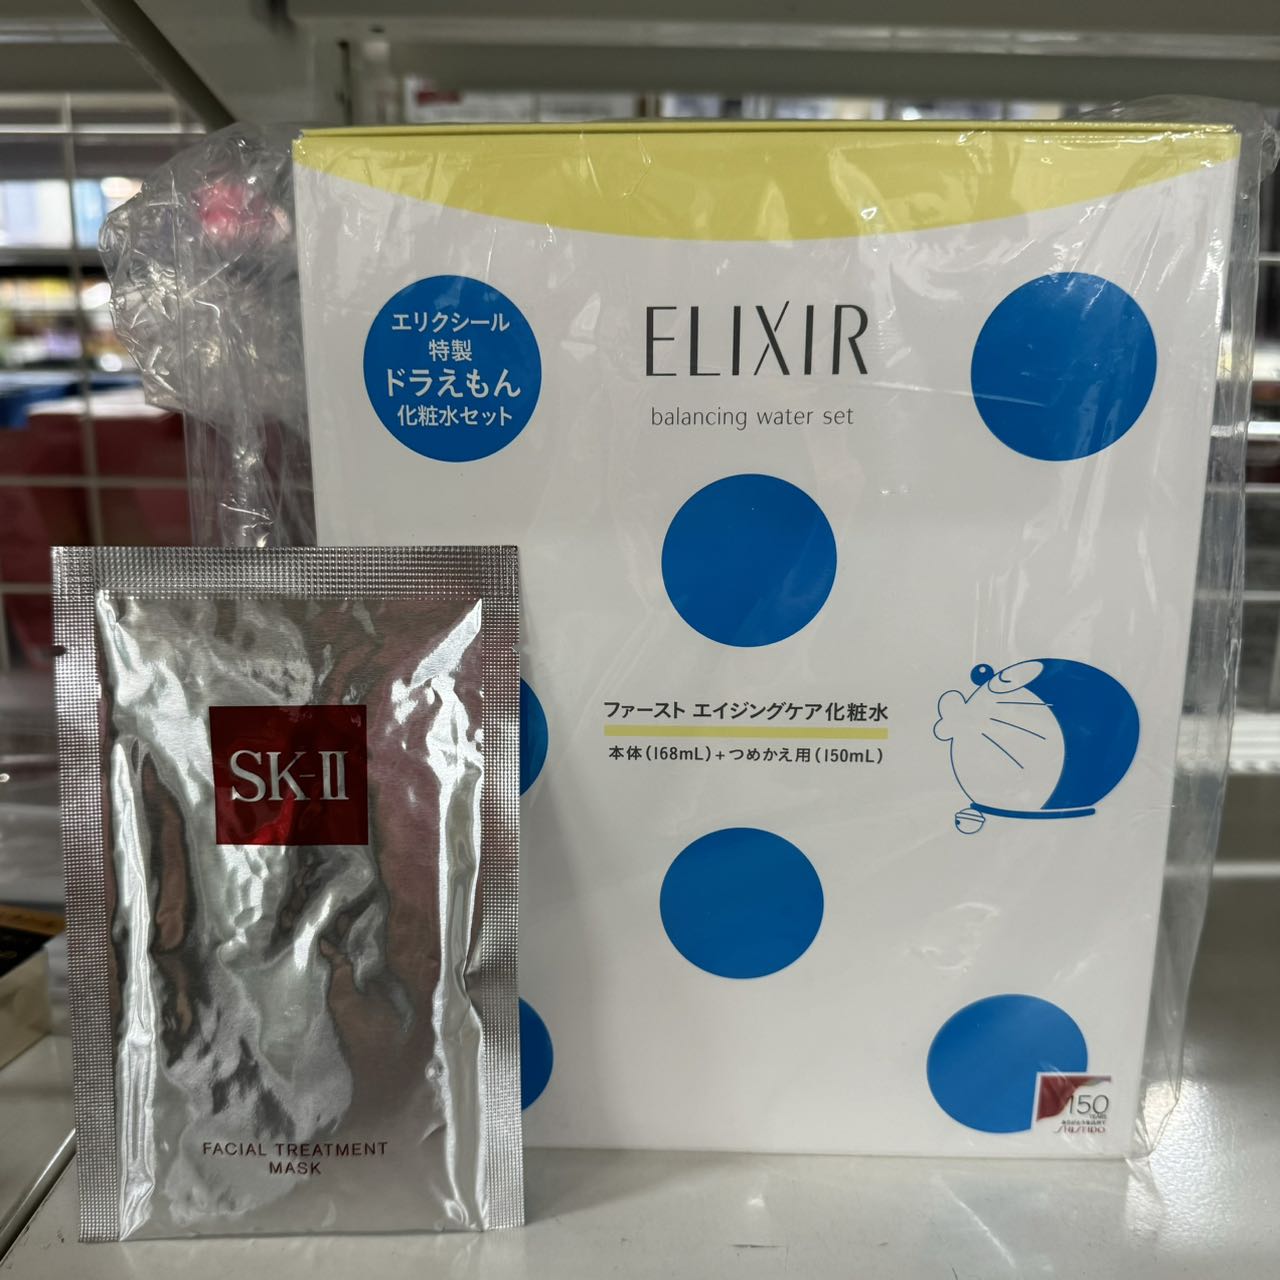 エリクシール
特製
ドラえもん
化粧水セット
ELIXIR
balancing water set
ファースト エイジングケア化粧水
本体(168mL)+つめかえ用(150mL)
150
YEARS
SHISEIDO
SK-II
FACIAL TREATMENT
MASK